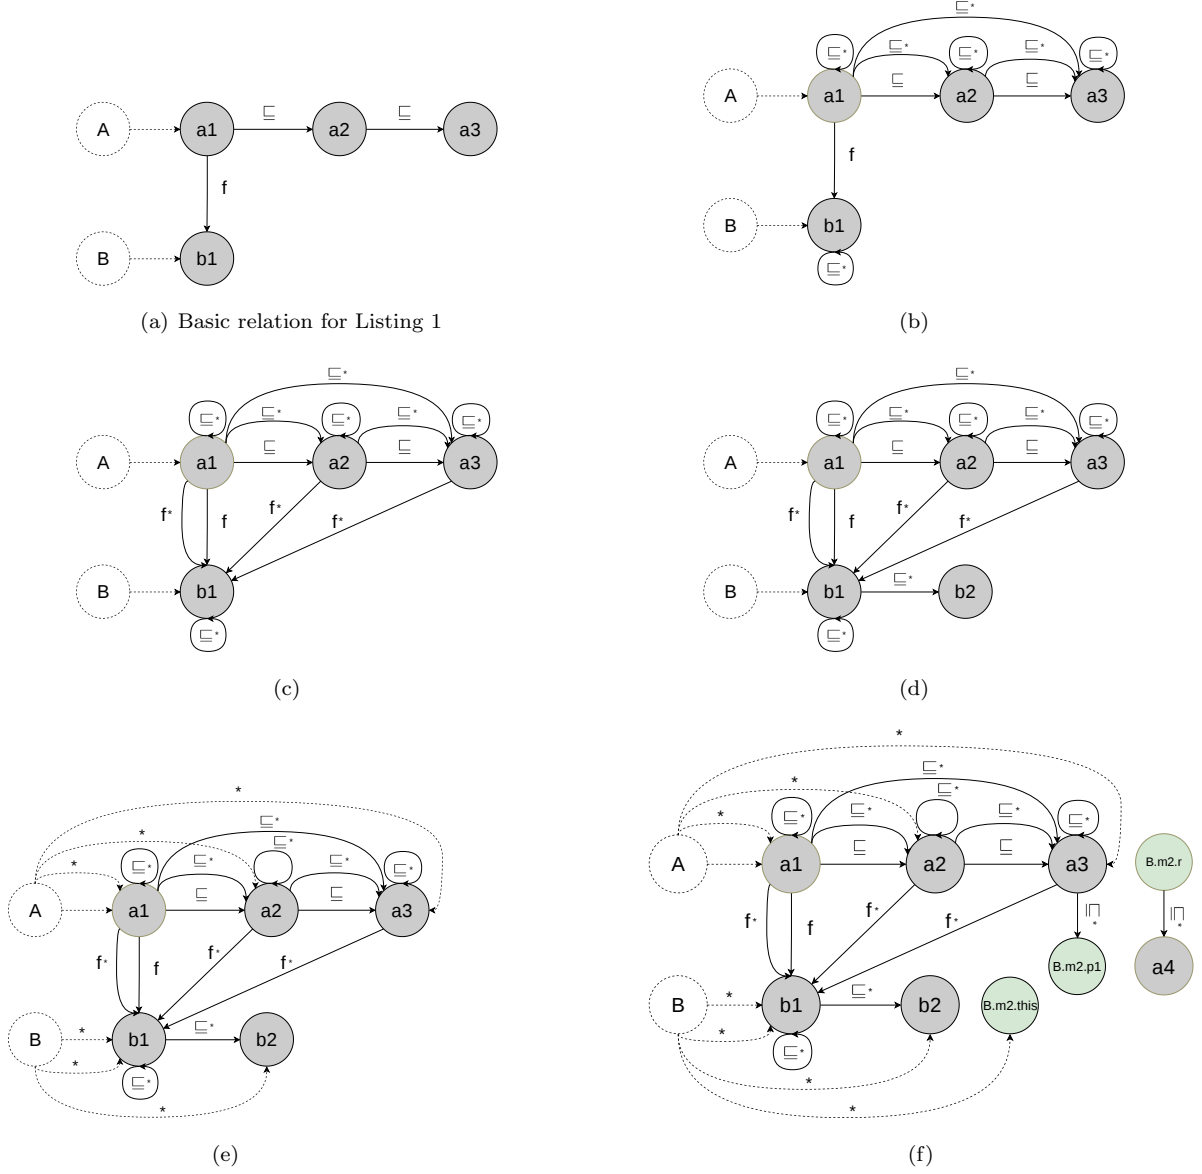 ⊑*
⊑* ⊑* ⊑* ⊑* ⊑*
⊑ ⊑
A a1 a2 a3
f
B b1
(a) Basic relation for Listing 1
A a1 ⊑ a2 ⊑ a3
f
B b1
⊑*
(b)
⊑*
⊑* ⊑* ⊑* ⊑* ⊑*
A a1 ⊑ a2 ⊑ a3
f* f f* f*
B b1
⊑*
(c)
⊑*
⊑* ⊑* ⊑* ⊑* ⊑*
A a1 ⊑ a2 ⊑ a3
f* f f* f*
B b1 ⊑* b2
⊑*
(d)
*
* ⊑*
⊑*
* ⊑* ⊑* ⊑* ⊑*
A a1 ⊑ a2 ⊑ a3
f* f f* f*
B * b1 ⊑* b2
*
⊑*
*
(e)
*
* ⊑*
⊑*
* ⊑* ⊑* ⊑* ⊑*
A a1 ⊑ a2 ⊑ a3 B.m2.r
f* f f* f* ⊑* ⊑*
B.m2.p1 a4
B * b1 ⊑* b2 B.m2.this
*
⊑*
*
*
(f)